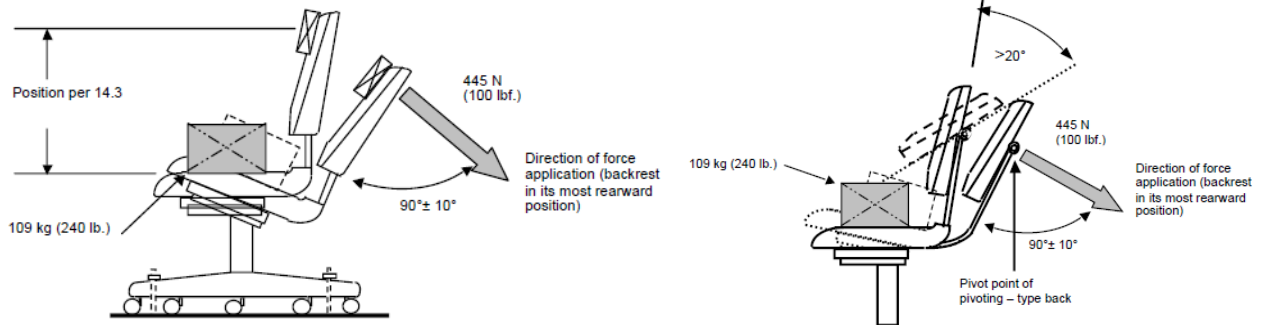 Position per 14.3
109 kg (240 lb.)
445 N
(100 lbf.)
Direction of force
application (backrest
in its most rearward
position)
90°± 10°
>20°
109 kg (240 lb.)
445 N
(100 lbf.)
Direction of force
application (backrest
in its most rearward
position)
90°± 10°
Pivot point of
pivoting – type back